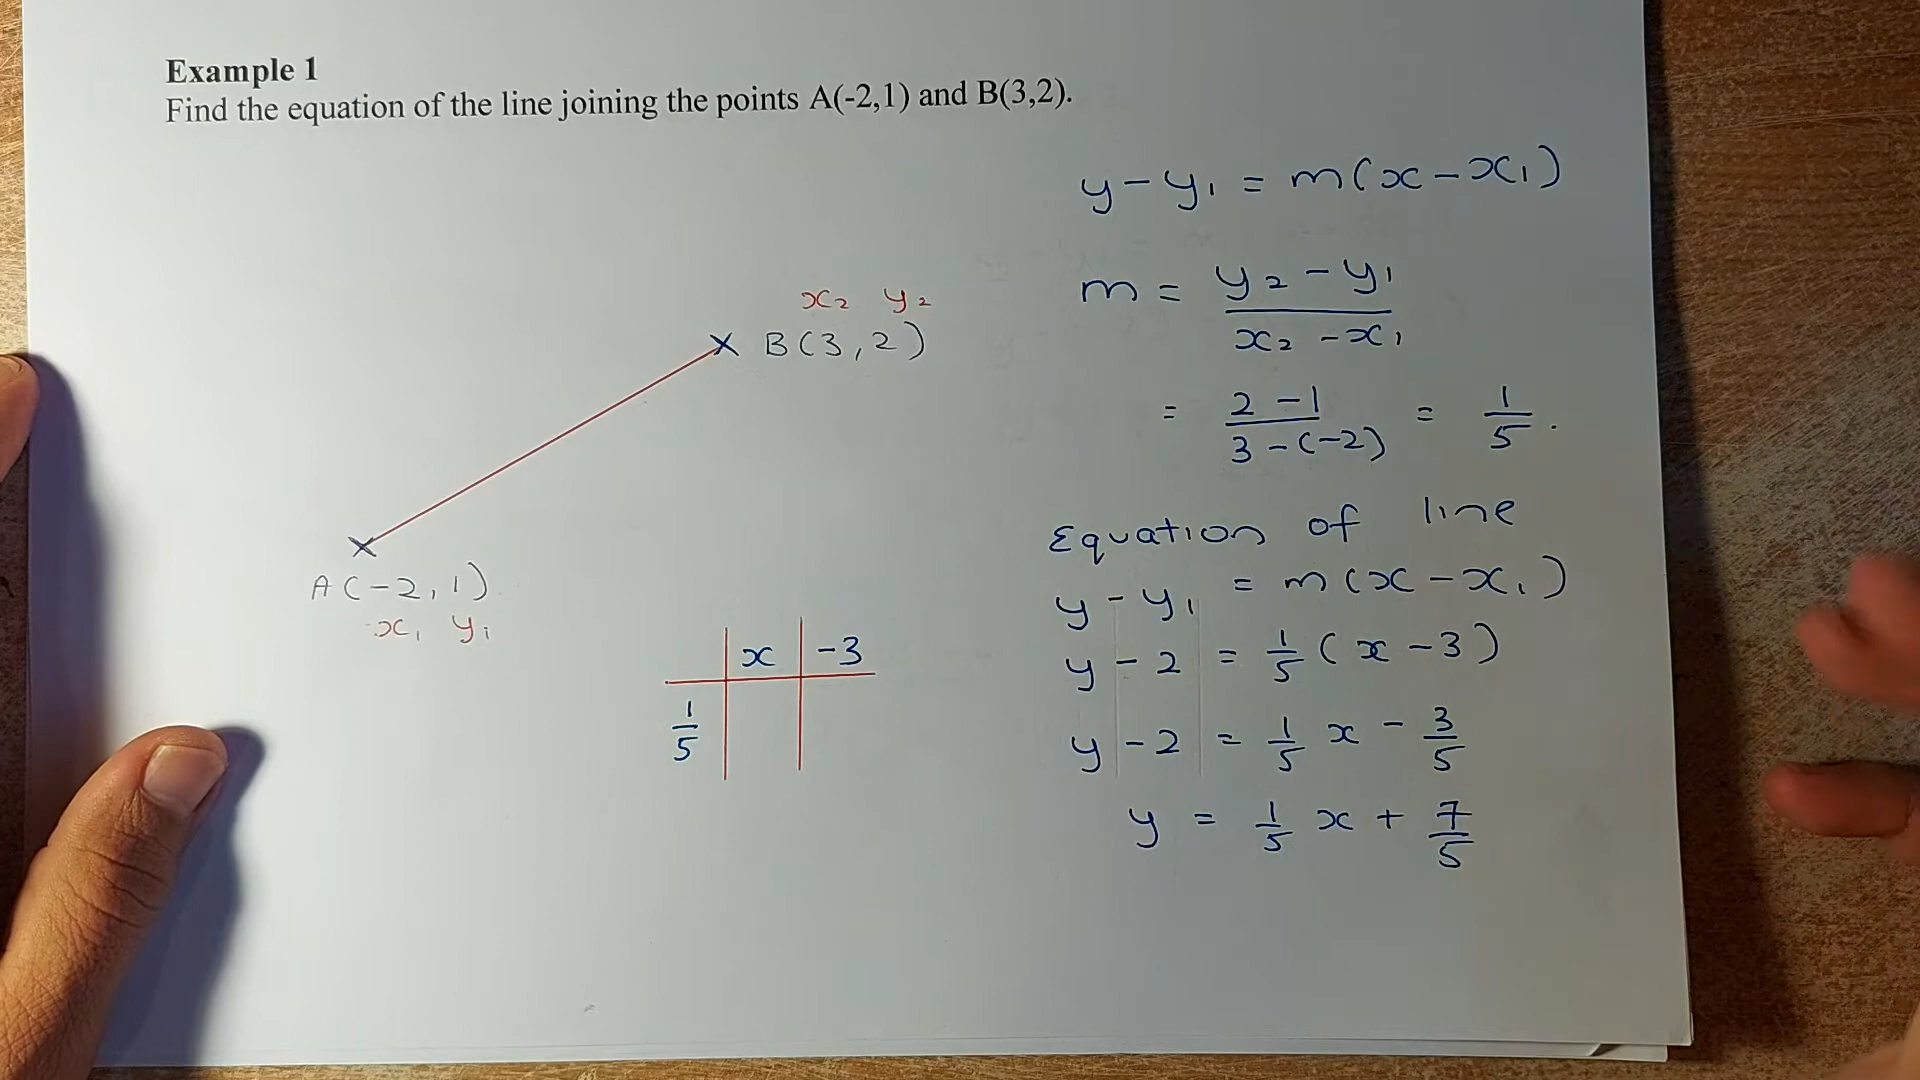 Example 1
Find the equation of the line joining the points A(-2,1) and B(3,2).
x₂ y₂
B(3,2)
A(-2,1)
x₁ y₁
x -3
1/5
y - y₁ = m(x - x₁)
m = (y₂ - y₁)/(x₂ - x₁)
= (2 - 1)/(3 - (-2)) = 1/5.
Equation of line
y - y₁ = m(x - x₁)
y - 2 = 1/5(x - 3)
y - 2 = 1/5 x - 3/5
y = 1/5 x + 7/5